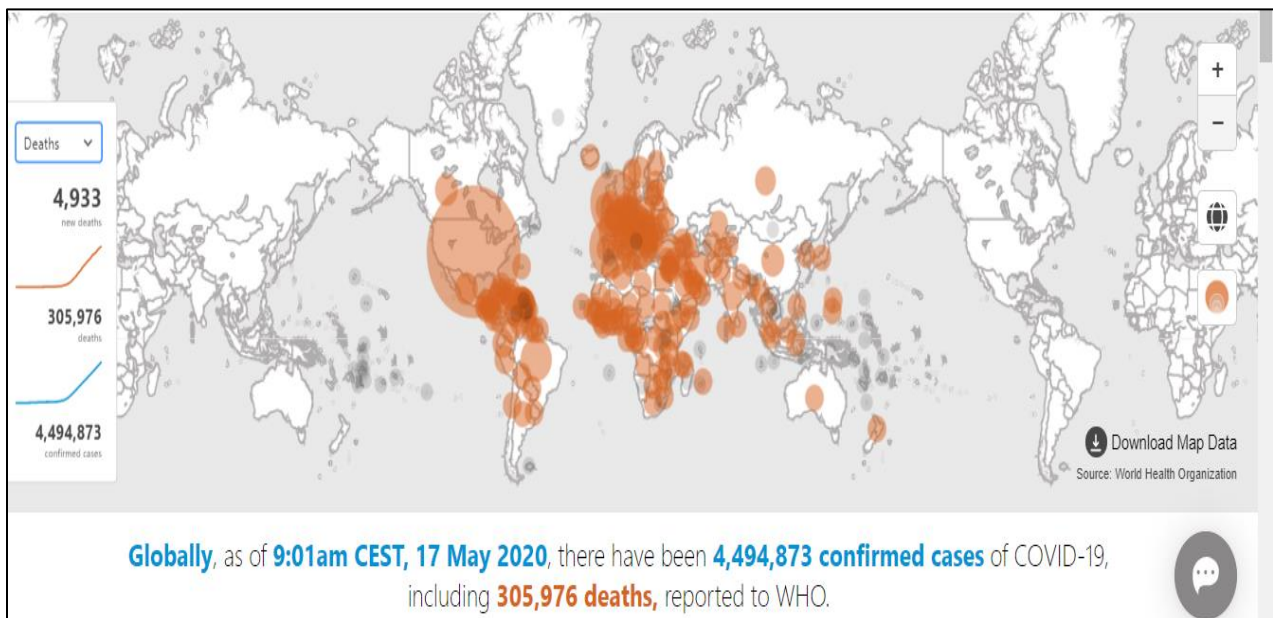 Deaths
4,933
new deaths
305,976
deaths
4,494,873
confirmed cases
+
−
Download Map Data
Source: World Health Organization
Globally, as of 9:01am CEST, 17 May 2020, there have been 4,494,873 confirmed cases of COVID-19,
including 305,976 deaths, reported to WHO.